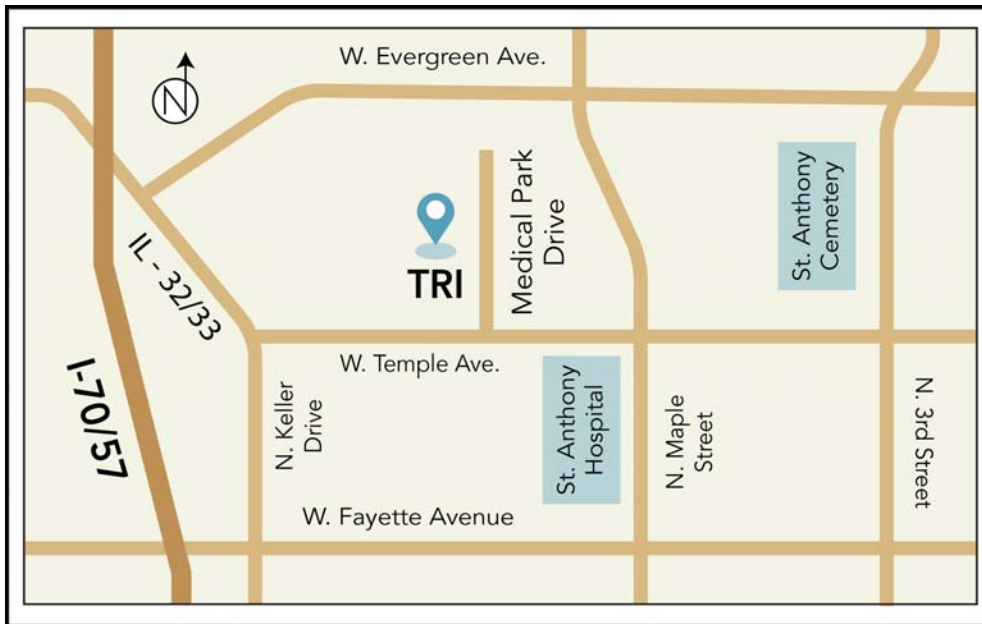 W. Evergreen Ave.
N
Medical Park
Drive
St. Anthony
Cemetery
TRI
IL - 32/33
W. Temple Ave.
I-70/57
N. Keller
Drive
St. Anthony
Hospital
N. Maple
Street
N. 3rd Street
W. Fayette Avenue